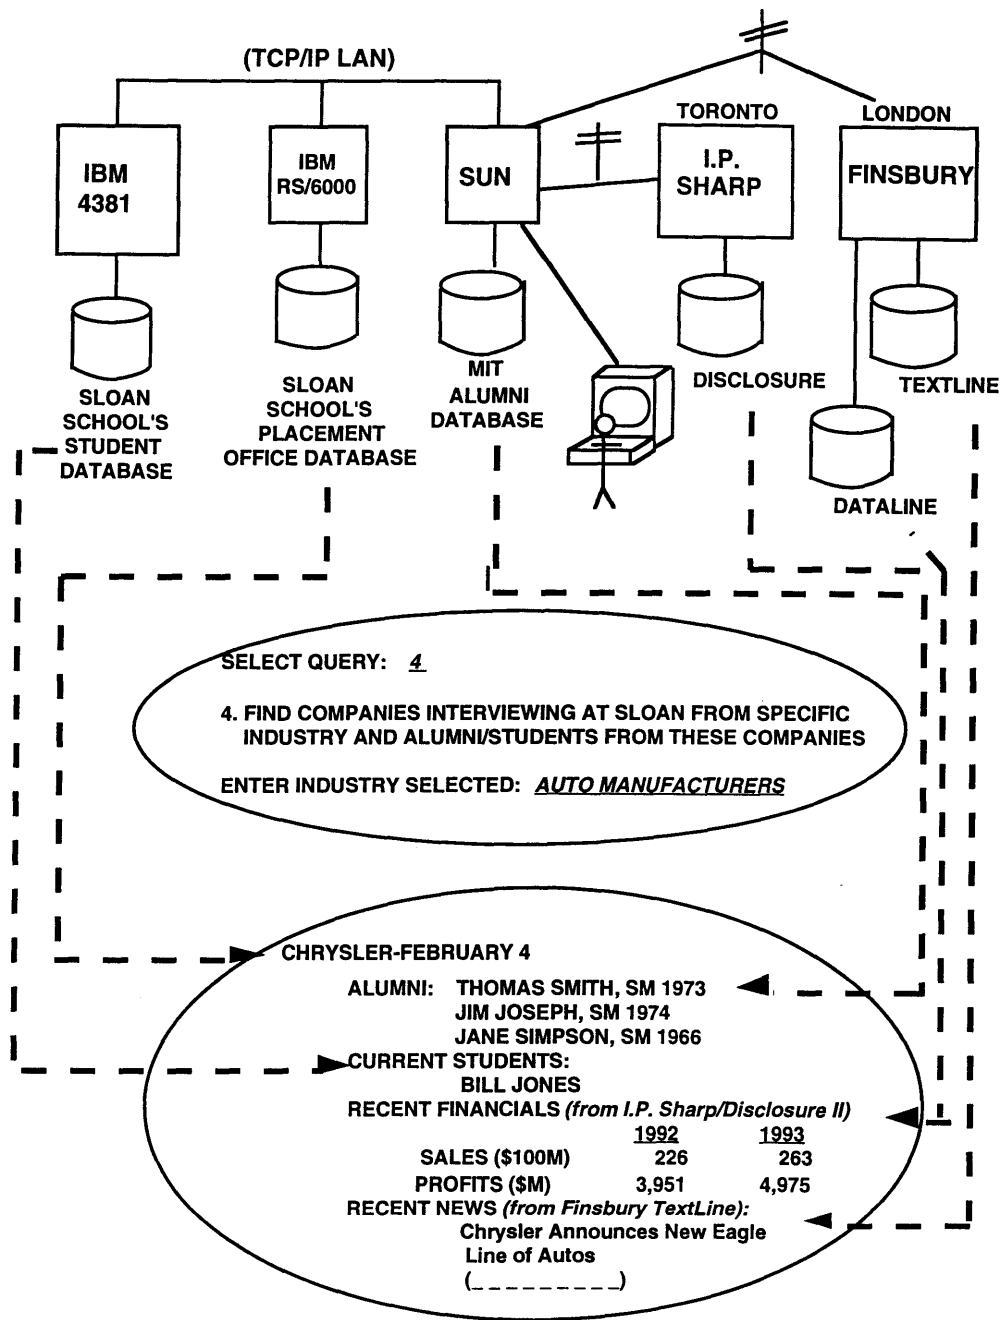 (TCP/IP LAN)
TORONTO
LONDON
IBM
4381
IBM
RS/6000
SUN
I.P.
SHARP
FINSBURY
SLOAN
SCHOOL'S
STUDENT
DATABASE
SLOAN
SCHOOL'S
PLACEMENT
OFFICE DATABASE
MIT
ALUMNI
DATABASE
DISCLOSURE
TEXTLINE
DATALINE
SELECT QUERY: 4
4. FIND COMPANIES INTERVIEWING AT SLOAN FROM SPECIFIC
INDUSTRY AND ALUMNI/STUDENTS FROM THESE COMPANIES
ENTER INDUSTRY SELECTED: AUTO MANUFACTURERS
CHRYSLER-FEBRUARY 4
ALUMNI: THOMAS SMITH, SM 1973
JIM JOSEPH, SM 1974
JANE SIMPSON, SM 1966
CURRENT STUDENTS:
BILL JONES
RECENT FINANCIALS (from I.P. Sharp/Disclosure II)
1992 1993
SALES ($100M) 226 263
PROFITS ($M) 3,951 4,975
RECENT NEWS (from Finsbury TextLine):
Chrysler Announces New Eagle
Line of Autos
(_ _ _ _ _ _ _ _ _ _)